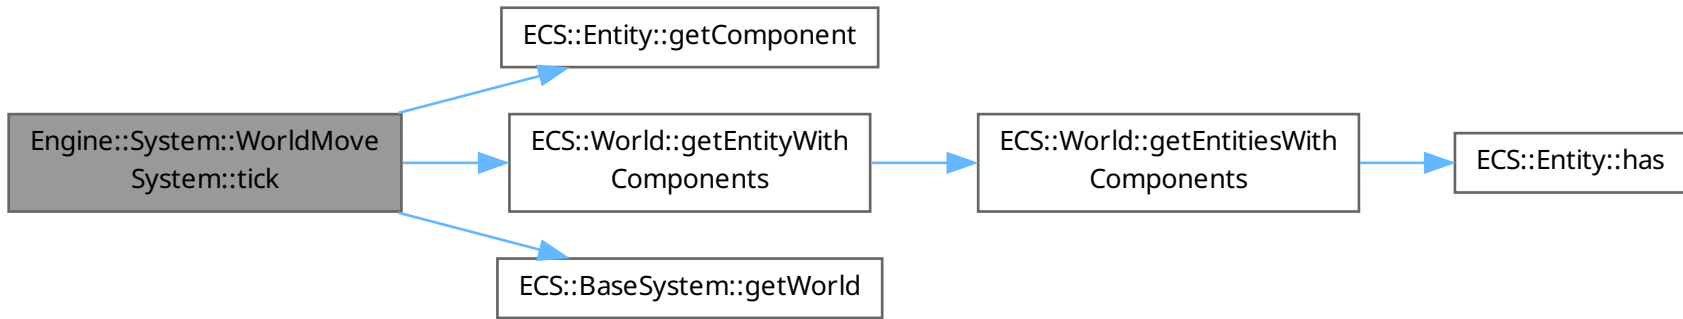 ECS::Entity::getComponent
Engine::System::WorldMove
System::tick
ECS::World::getEntityWith
Components
ECS::World::getEntitiesWith
Components
ECS::Entity::has
ECS::BaseSystem::getWorld